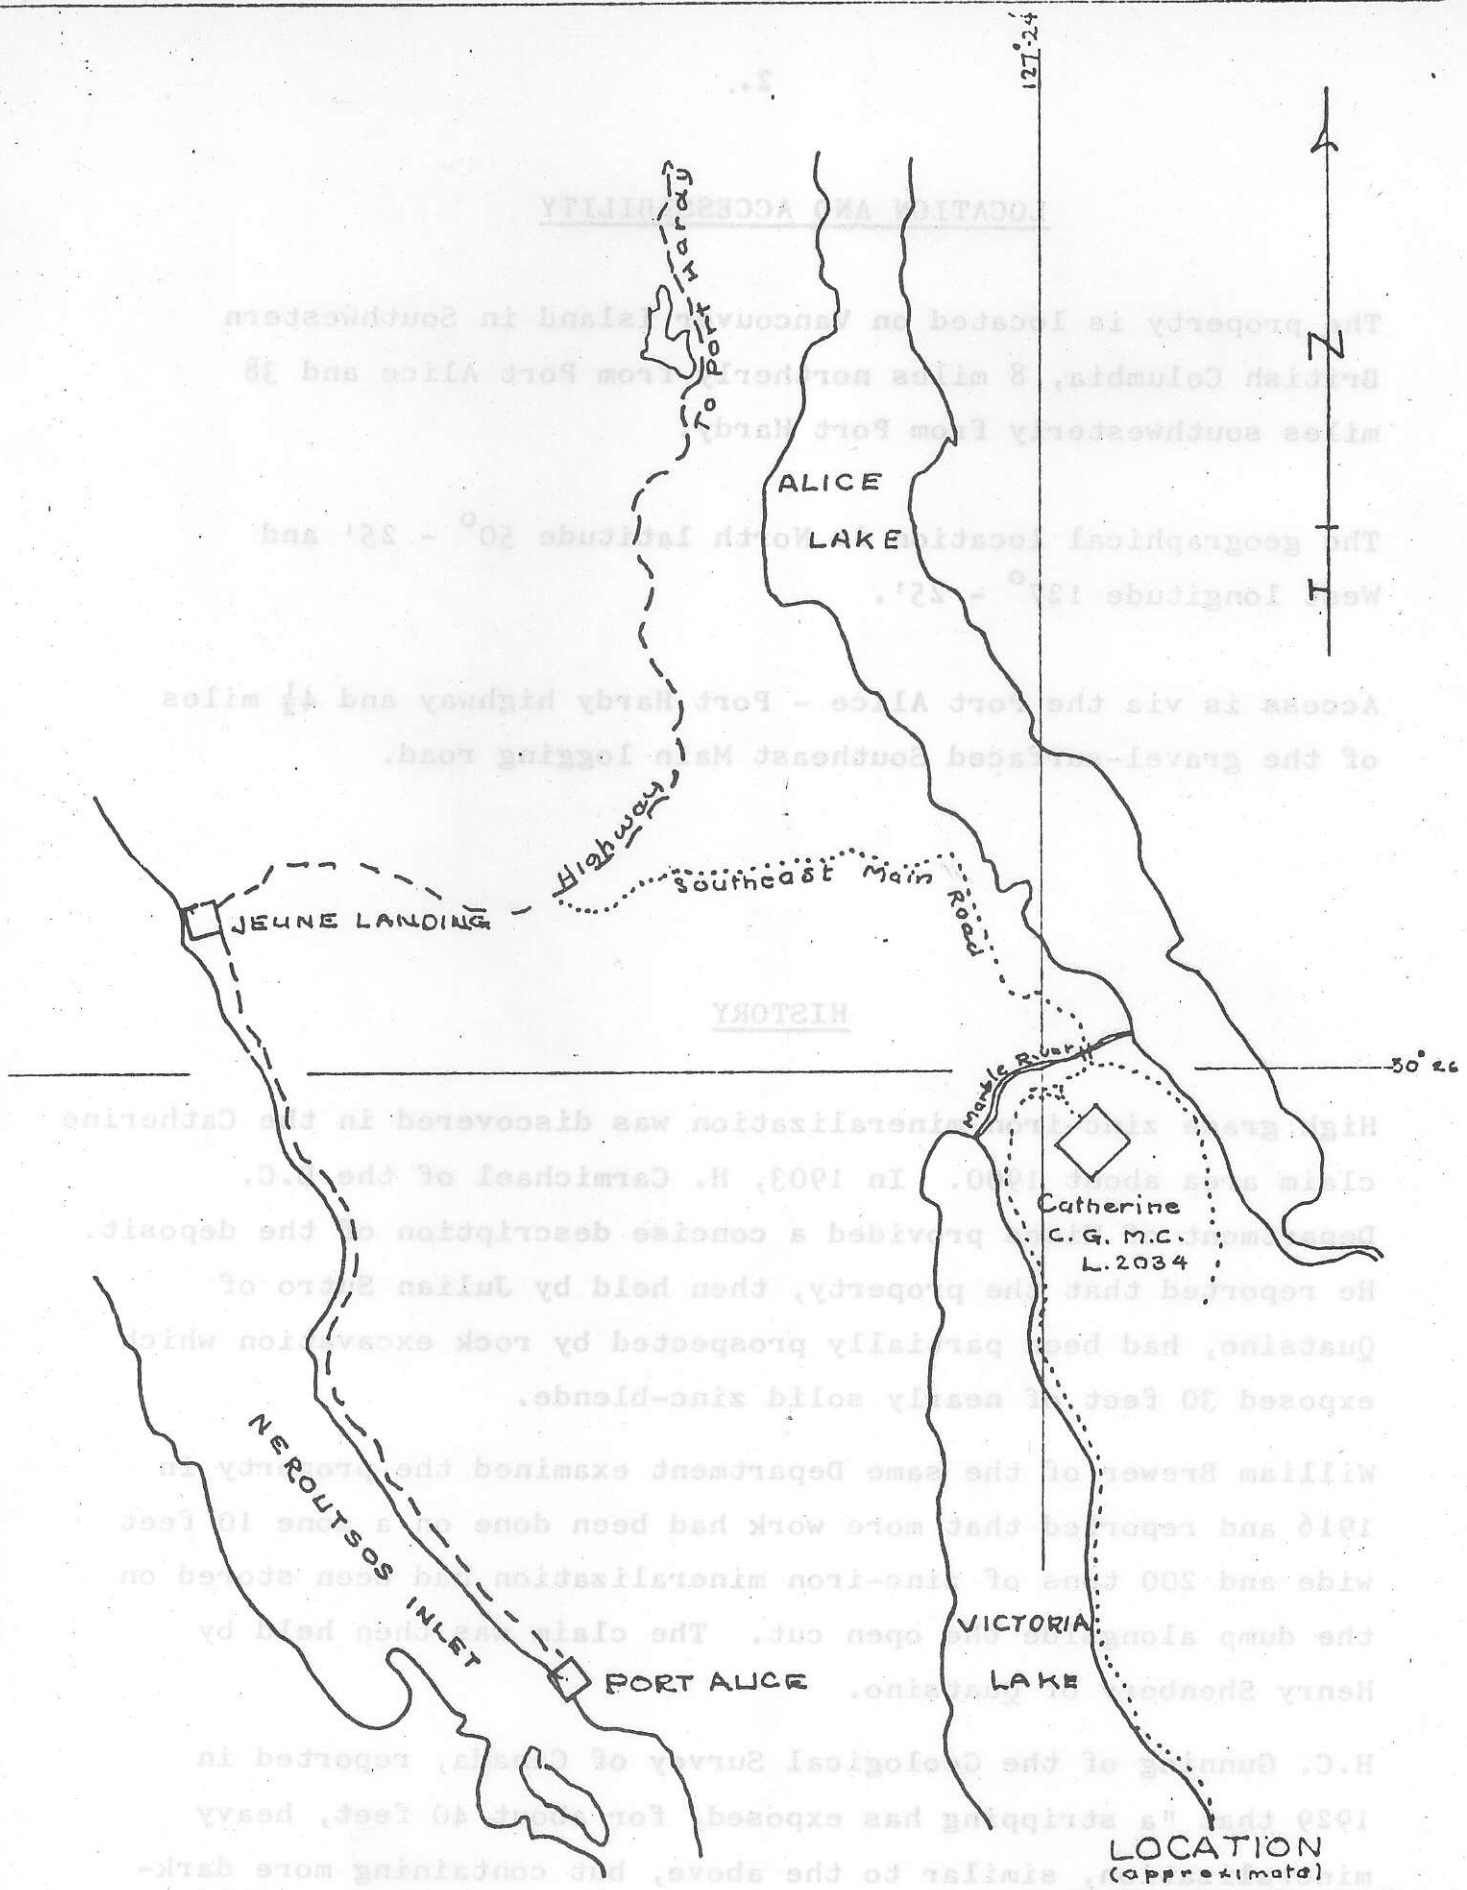 127°-24'
2..
LOCATION AND ACCESSIBILITY
The property is located on Vancouver Island in Southwestern
British Columbia, 8 miles northerly from Port Alice and 38
miles southwesterly from Port Hardy.
The geographical location is North latitude 50° - 25' and
West longitude 127° - 25'.
Access is via the Port Alice - Port Hardy highway and 4½ miles
of the gravel-surfaced Southeast Main logging road.
HISTORY
High grade zinc-iron mineralization was discovered in the Catherine
claim area about 1900. In 1903, H. Carmichael of the B.C.
Department of Mines provided a concise description of the deposit.
He reported that the property, then held by Julian Sutro of
Quatsino, had been partially prospected by rock excavation which
exposed 30 feet of nearly solid zinc-blende.
William Brewer of the same Department examined the property in
1916 and reported that more work had been done on a zone 10 feet
wide and 200 tons of zinc-iron mineralization had been stored on
the dump alongside the open cut. The claim was then held by
Henry of Quatsino.
H.C. Gunning of the Geological Survey of Canada, reported in
1929 that "a stripping has exposed, for about 40 feet, heavy
mineralization, similar to the above, but containing more dark-
To Port Hardy
N
ALICE
LAKE
Highway
Southeast Main
Road
JEUNE LANDING
Marble River
50° 26
Catherine
C.G. M.C.
L.2034
NEROUTSOS
INLET
PORT ALICE
VICTORIA
LAKE
LOCATION
(approximate)